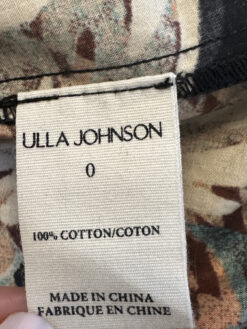 ULLA JOHNSON
0
100% COTTON/COTON
MADE IN CHINA
FABRIQUE EN CHINE